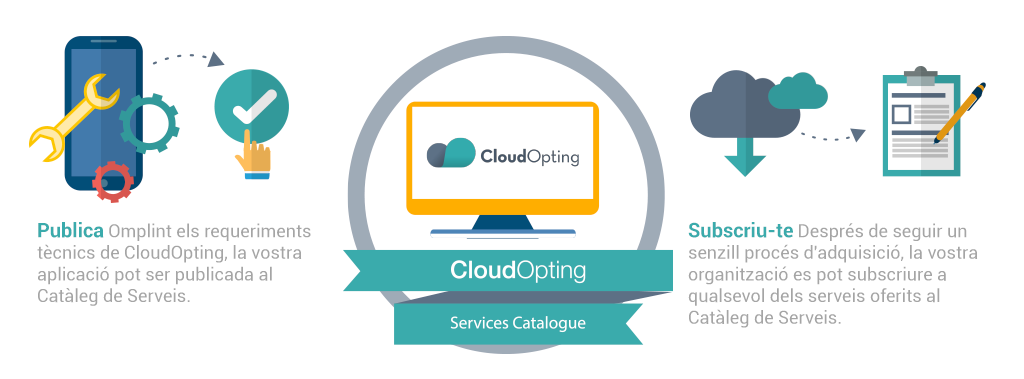 Publica Omplint els requeriments
tècnics de CloudOpting, la vostra
aplicació pot ser publicada al
Catàleg de Serveis.
CloudOpting
CloudOpting
Services Catalogue
Subscriu-te Després de seguir un
senzill procés d'adquisició, la vostra
organització es pot subscriure a
qualsevol dels serveis oferits al
Catàleg de Serveis.